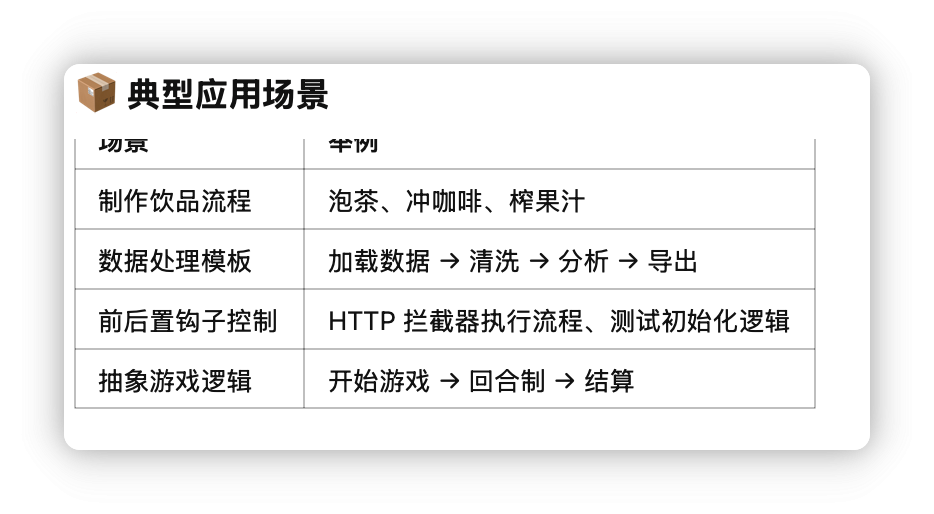 📦 典型应用场景
场景 举例
制作饮品流程 泡茶、冲咖啡、榨果汁
数据处理模板 加载数据 → 清洗 → 分析 → 导出
前后置钩子控制 HTTP 拦截器执行流程、测试初始化逻辑
抽象游戏逻辑 开始游戏 → 回合制 → 结算